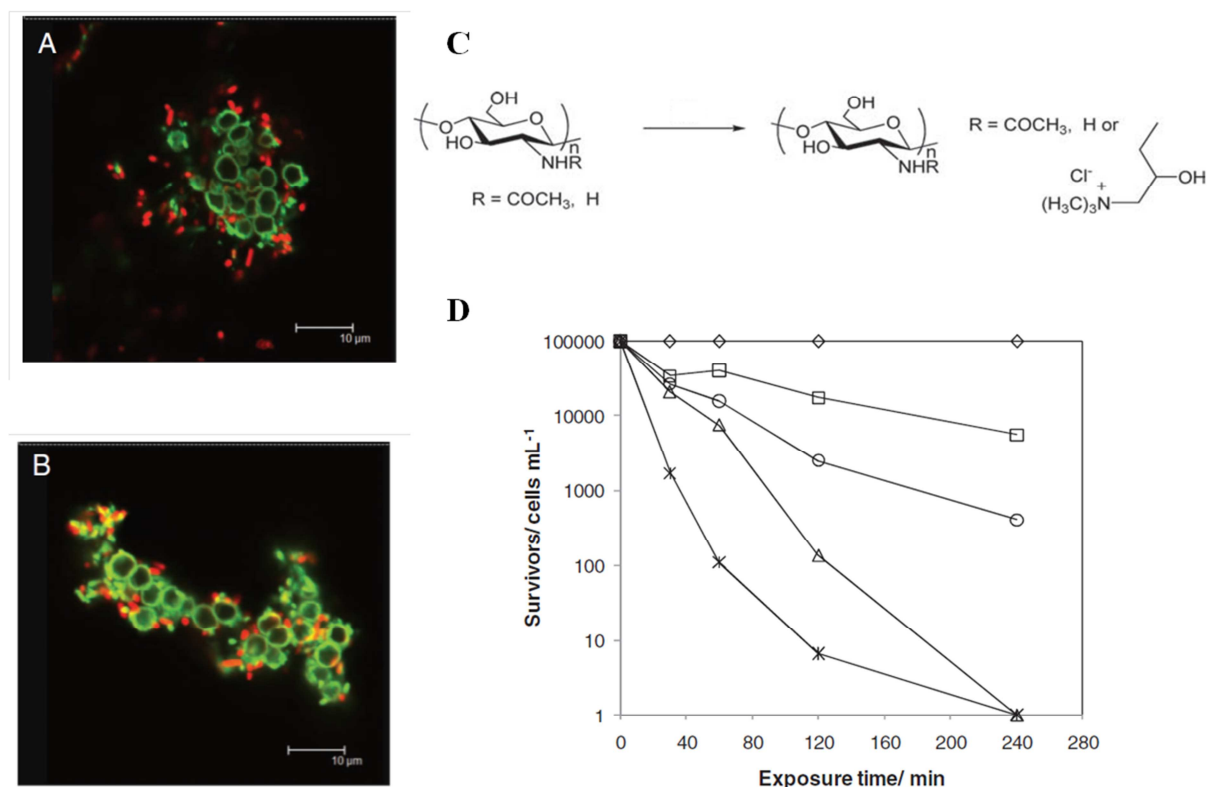 A
10 µm
B
10 µm
C
OH
O
HO
O
n
NHR
R = COCH3, H
OH
O
HO
O
n
NHR
R = COCH3, H or
Cl-
+
(H3C)3N
OH
D
Survivors/ cells mL-1
100000
10000
1000
100
10
1
0 40 80 120 160 200 240 280
Exposure time/ min